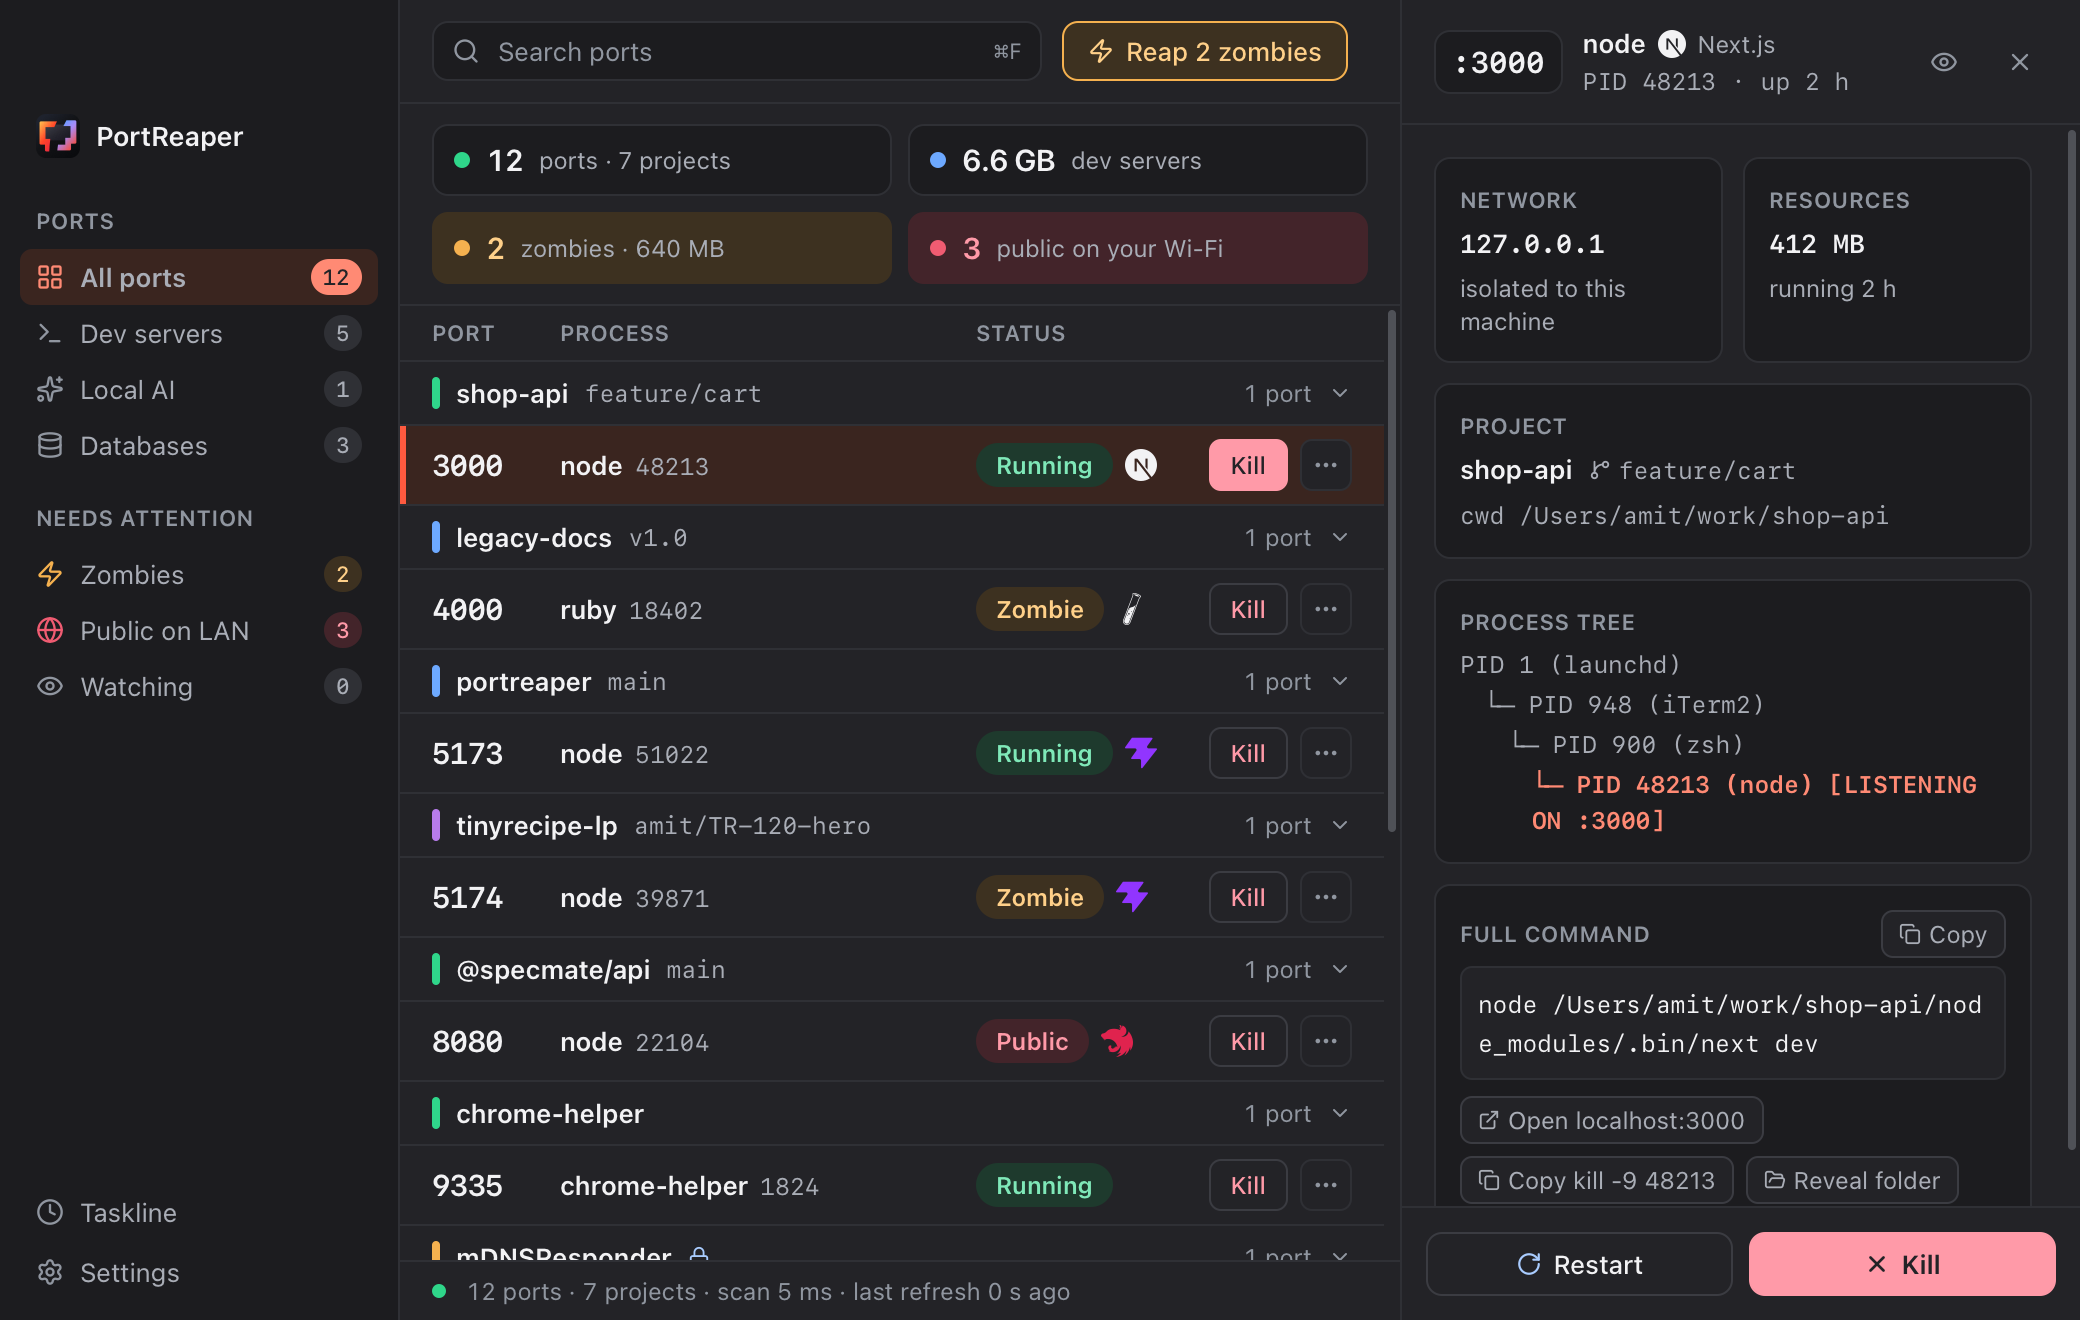 PortReaper
PORTS
All ports 12
Dev servers 5
Local AI 1
Databases 3
NEEDS ATTENTION
Zombies 2
Public on LAN 3
Watching 0
Taskline
Settings
Search ports ⌘F
Reap 2 zombies
12 ports · 7 projects
6.6 GB dev servers
2 zombies · 640 MB
3 public on your Wi-Fi
PORT PROCESS STATUS
shop-api feature/cart 1 port
3000 node 48213 Running Kill ···
legacy-docs v1.0 1 port
4000 ruby 18402 Zombie Kill ···
portreaper main 1 port
5173 node 51022 Running Kill ···
tinyrecipe-lp amit/TR-120-hero 1 port
5174 node 39871 Zombie Kill ···
@specmate/api main 1 port
8080 node 22104 Public Kill ···
chrome-helper 1 port
9335 chrome-helper 1824 Running Kill ···
mDNSResponder 1 port
12 ports · 7 projects · scan 5 ms · last refresh 0 s ago
:3000 node N Next.js
PID 48213 · up 2 h
NETWORK
127.0.0.1
isolated to this
machine
RESOURCES
412 MB
running 2 h
PROJECT
shop-api feature/cart
cwd /Users/amit/work/shop-api
PROCESS TREE
PID 1 (launchd)
└─ PID 948 (iTerm2)
└─ PID 900 (zsh)
└─ PID 48213 (node) [LISTENING
ON :3000]
FULL COMMAND Copy
node /Users/amit/work/shop-api/nod
e_modules/.bin/next dev
Open localhost:3000
Copy kill -9 48213 Reveal folder
Restart Kill